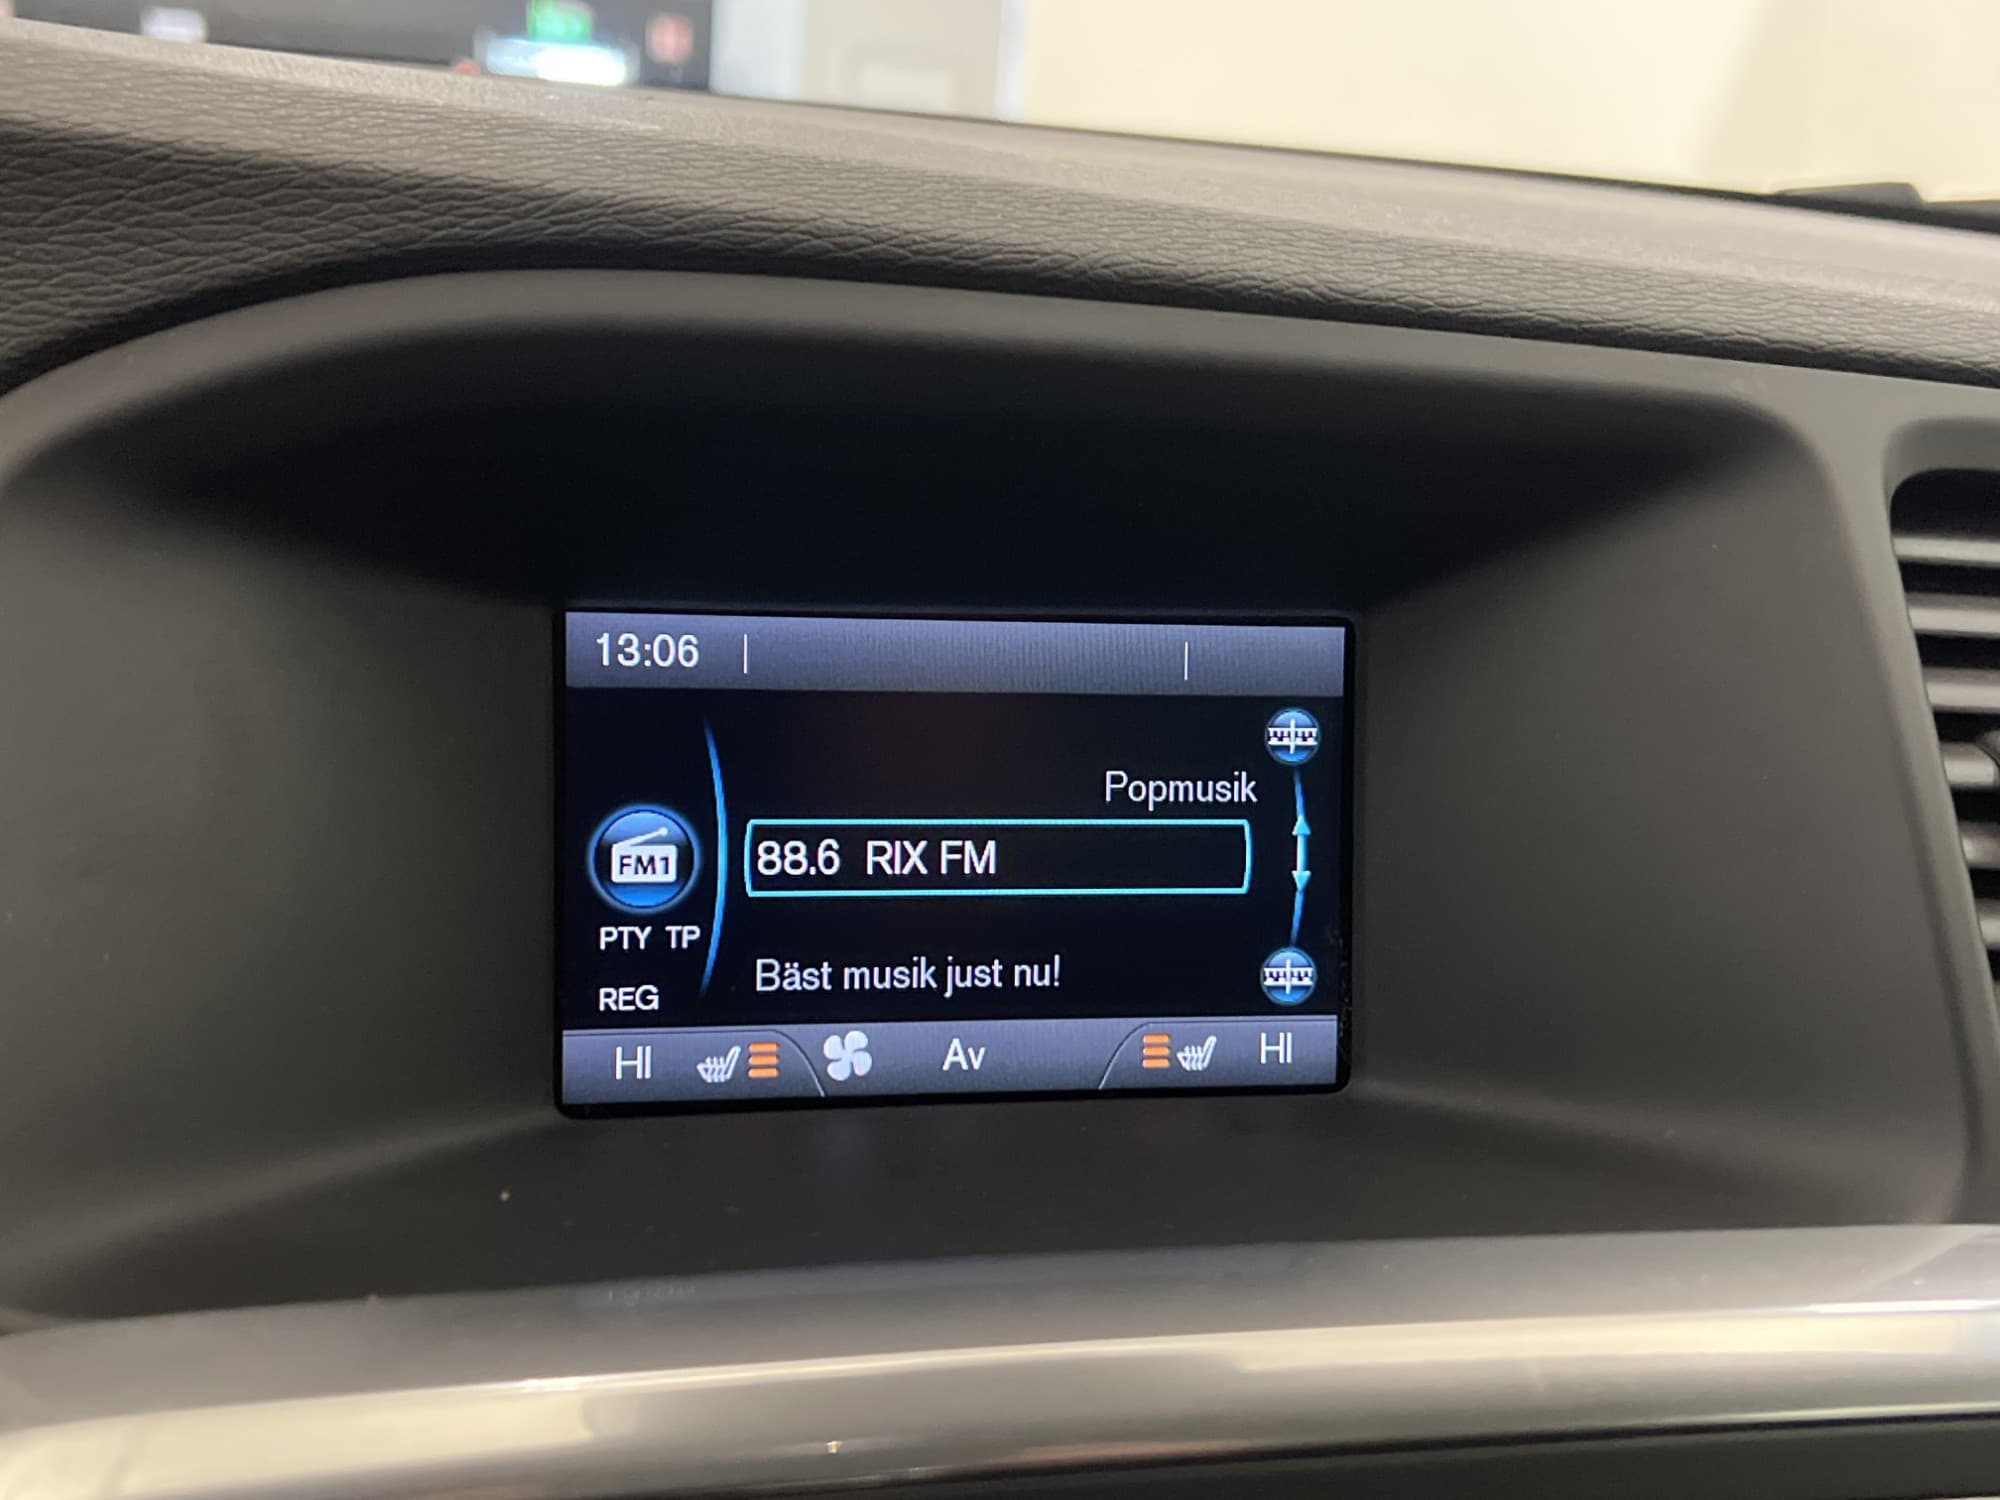 13:06
Popmusik
FM1
88.6 RIX FM
PTY TP
Bäst musik just nu!
REG
HI Av HI